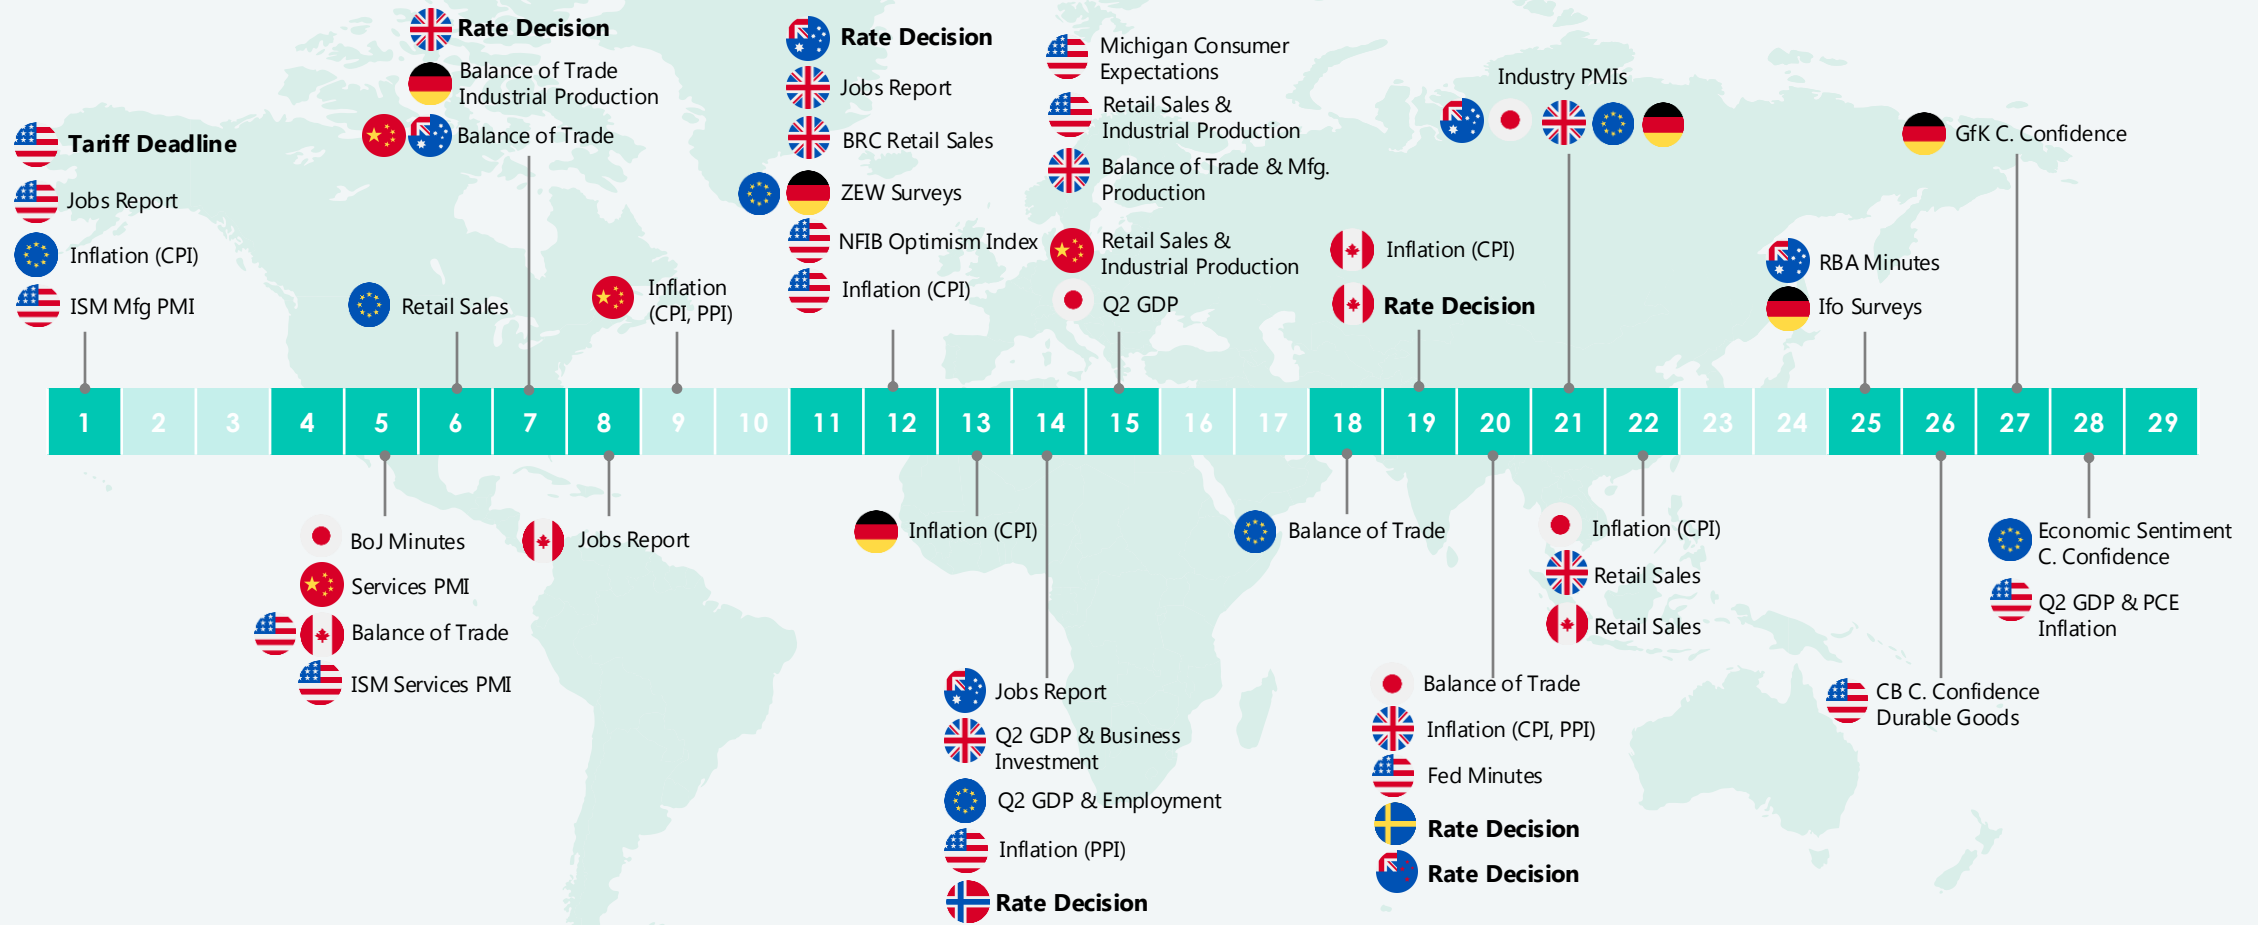 Tariff Deadline
Jobs Report
Inflation (CPI)
ISM Mfg PMI
Retail Sales
Rate Decision
Balance of Trade
Industrial Production
Balance of Trade
Inflation
(CPI, PPI)
Rate Decision
Jobs Report
BRC Retail Sales
ZEW Surveys
NFIB Optimism Index
Inflation (CPI)
Michigan Consumer
Expectations
Retail Sales &
Industrial Production
Balance of Trade & Mfg.
Production
Retail Sales &
Industrial Production
Q2 GDP
Inflation (CPI)
Rate Decision
Industry PMIs
RBA Minutes
Ifo Surveys
GfK C. Confidence
1 2 3 4 5 6 7 8 9 10 11 12 13 14 15 16 17 18 19 20 21 22 23 24 25 26 27 28 29
BoJ Minutes
Services PMI
Balance of Trade
ISM Services PMI
Jobs Report
Inflation (CPI)
Jobs Report
Q2 GDP & Business
Investment
Q2 GDP & Employment
Inflation (PPI)
Rate Decision
Balance of Trade
Balance of Trade
Inflation (CPI, PPI)
Fed Minutes
Rate Decision
Rate Decision
Inflation (CPI)
Retail Sales
Retail Sales
CB C. Confidence
Durable Goods
Economic Sentiment
C. Confidence
Q2 GDP & PCE
Inflation